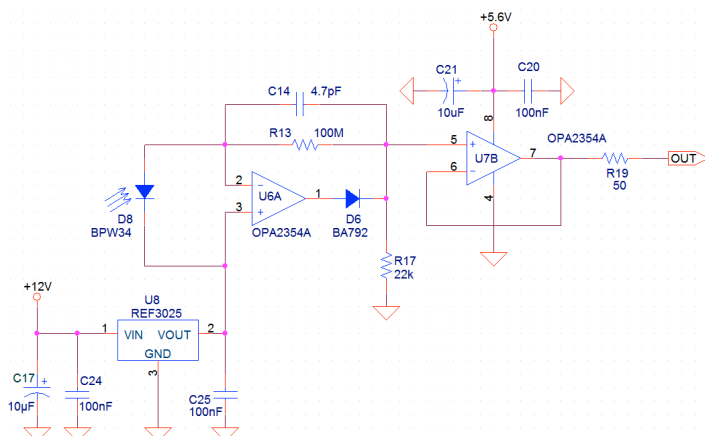 +5.6V
C21
C20
10uF
100nF
C14
4.7pF
R13
100M
8
5
+
U7B
6
−
7
OPA2354A
OUT
R19
50
4
2
−
U6A
1
3
+
OPA2354A
D6
BA792
D8
BPW34
R17
22k
+12V
U8
REF3025
1
VIN
VOUT
2
GND
3
C17
+
10µF
C24
100nF
C25
100nF
+